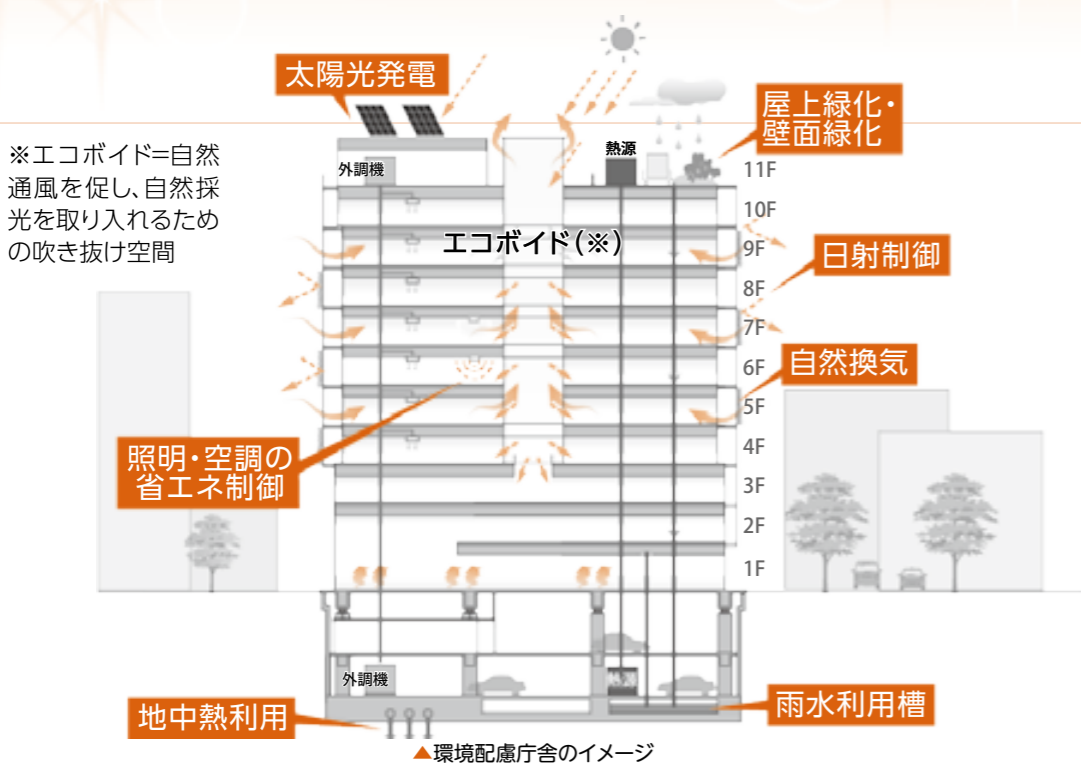 太陽光発電
屋上緑化・
壁面緑化
※エコボイド=自然
通風を促し、自然採
光を取り入れるため
の吹き抜け空間
外調機
熱源
11F
10F
エコボイド(※)
9F
日射制御
8F
7F
自然換気
6F
5F
照明・空調の
省エネ制御
4F
3F
2F
1F
外調機
地中熱利用
雨水利用槽
▲環境配慮庁舎のイメージ